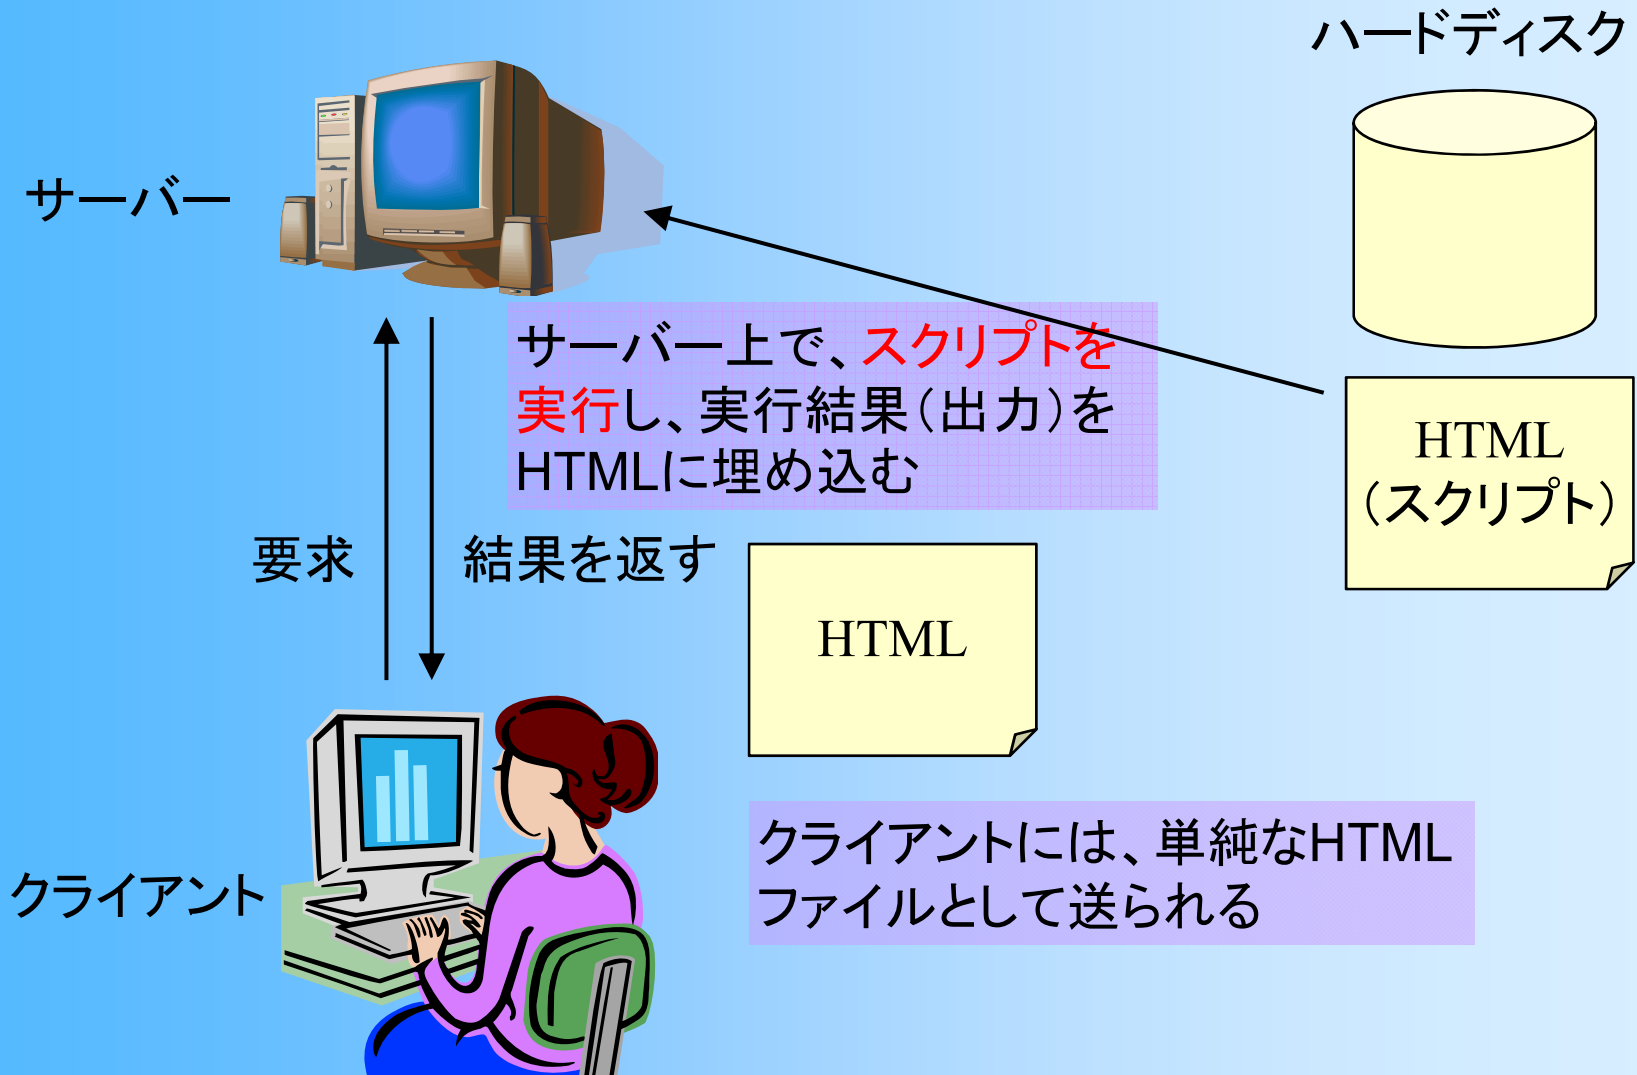 ハードディスク
サーバー
サーバー上で、スクリプトを
実行し、実行結果（出力）を
HTMLに埋め込む
HTML
（スクリプト）
要求
結果を返す
HTML
クライアント
クライアントには、単純なHTML
ファイルとして送られる